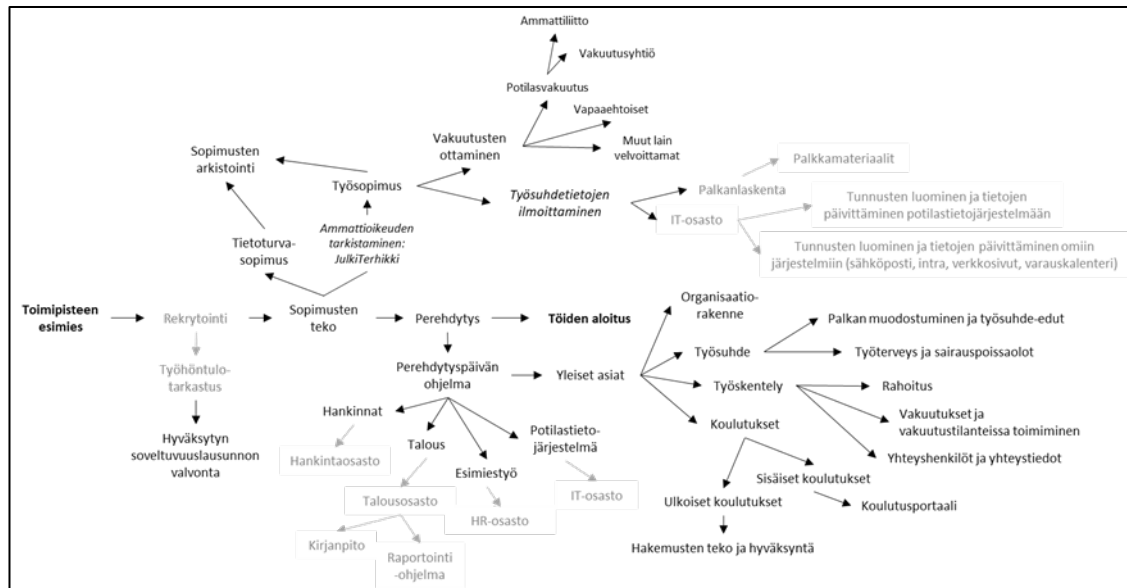 Ammattiliitto
Vakuutusyhtiö
Potilasvakuutus
Vapaaehtoiset
Vakuutusten
ottaminen
Muut lain
velvoittamat
Sopimusten
arkistointi
Työsopimus
Työsuhdetietojen
ilmoittaminen
Palkkamateriaalit
Palkanlaskenta
IT-osasto
Tunnusten luominen ja tietojen
päivittäminen potilastietojärjestelmään
Tunnusten luominen ja tietojen päivittäminen omiin
järjestelmiin (sähköposti, intra, verkkosivut, varauskalenteri)
Ammattioikeuden
tarkistaminen:
JulkiTerhikki
Tietoturva-
sopimus
Toimipisteen
esimies
Rekrytointi
Sopimusten
teko
Perehdytys
Töiden aloitus
Työhöntulo-
tarkastus
Hyväksytyn
soveltuvuuslausunnon
valvonta
Perehdytyspäivän
ohjelma
Yleiset asiat
Organisaatio-
rakenne
Työsuhde
Palkan muodostuminen ja työsuhde-edut
Työterveys ja sairauspoissaolot
Työskentely
Rahoitus
Vakuutukset ja
vakuutustilanteissa toimiminen
Yhteyshenkilöt ja yhteystiedot
Koulutukset
Sisäiset koulutukset
Koulutusportaali
Ulkoiset koulutukset
Hakemusten teko ja hyväksyntä
Hankinnat
Hankintaosasto
Talous
Talousosasto
Kirjanpito
Raportointi
-ohjelma
Esimiestyö
HR-osasto
Potilastieto-
järjestelmä
IT-osasto